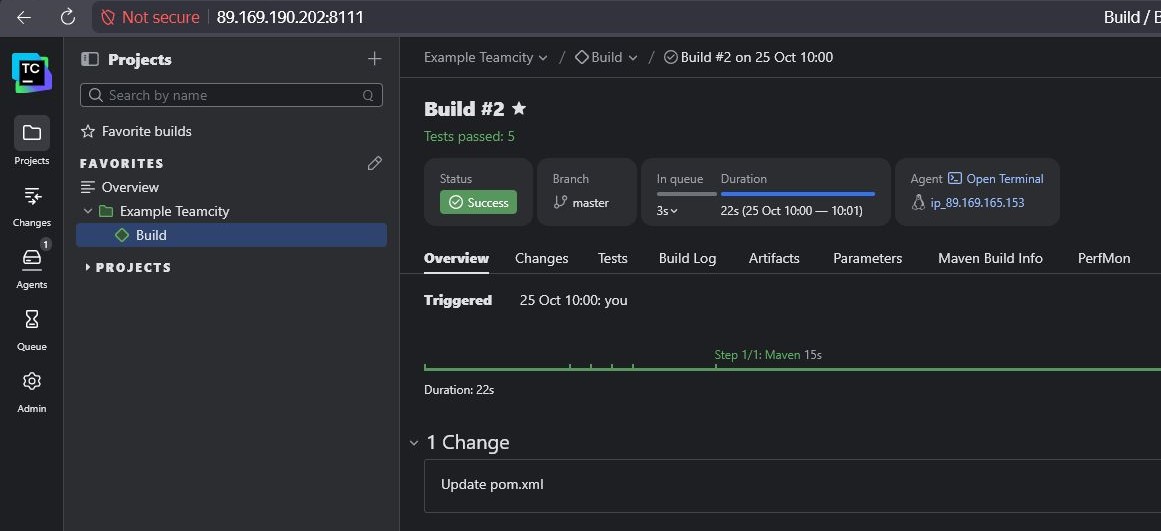 Not secure 89.169.190.202:8111 Build / B
TC
Projects
Changes
1
Agents
Queue
Admin
Projects
Search by name Q
Favorite builds
FAVORITES
Overview
Example Teamcity
Build
PROJECTS
Example Teamcity / Build / Build #2 on 25 Oct 10:00
Build #2
Tests passed: 5
Status
Success
Branch
master
In queue Duration
3s 22s (25 Oct 10:00 — 10:01)
Agent Open Terminal
ip_89.169.165.153
Overview Changes Tests Build Log Artifacts Parameters Maven Build Info PerfMon
Triggered 25 Oct 10:00: you
Step 1/1: Maven 15s
Duration: 22s
1 Change
Update pom.xml